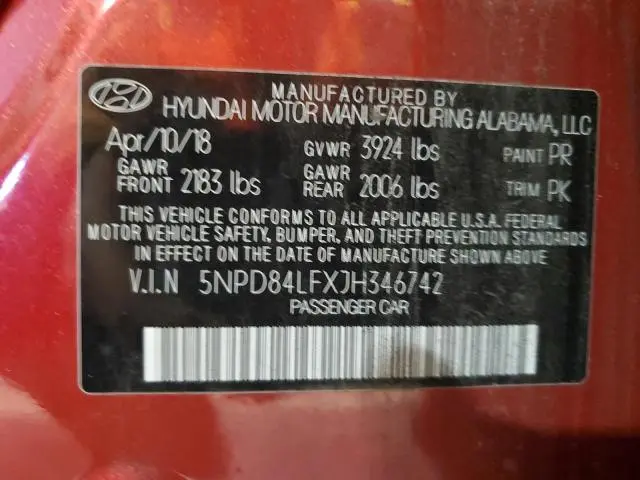 MANUFACTURED BY
HYUNDAI MOTOR MANUFACTURING ALABAMA, LLC
Apr/10/18 GVWR 3924 lbs PAINT PR
GAWR FRONT 2183 lbs GAWR REAR 2006 lbs TRIM PK
THIS VEHICLE CONFORMS TO ALL APPLICABLE U.S.A. FEDERAL
MOTOR VEHICLE SAFETY, BUMPER, AND THEFT PREVENTION STANDARDS
IN EFFECT ON THE DATE OF MANUFACTURE SHOWN ABOVE.
V.I.N 5NPD84LFXJH346742
PASSENGER CAR